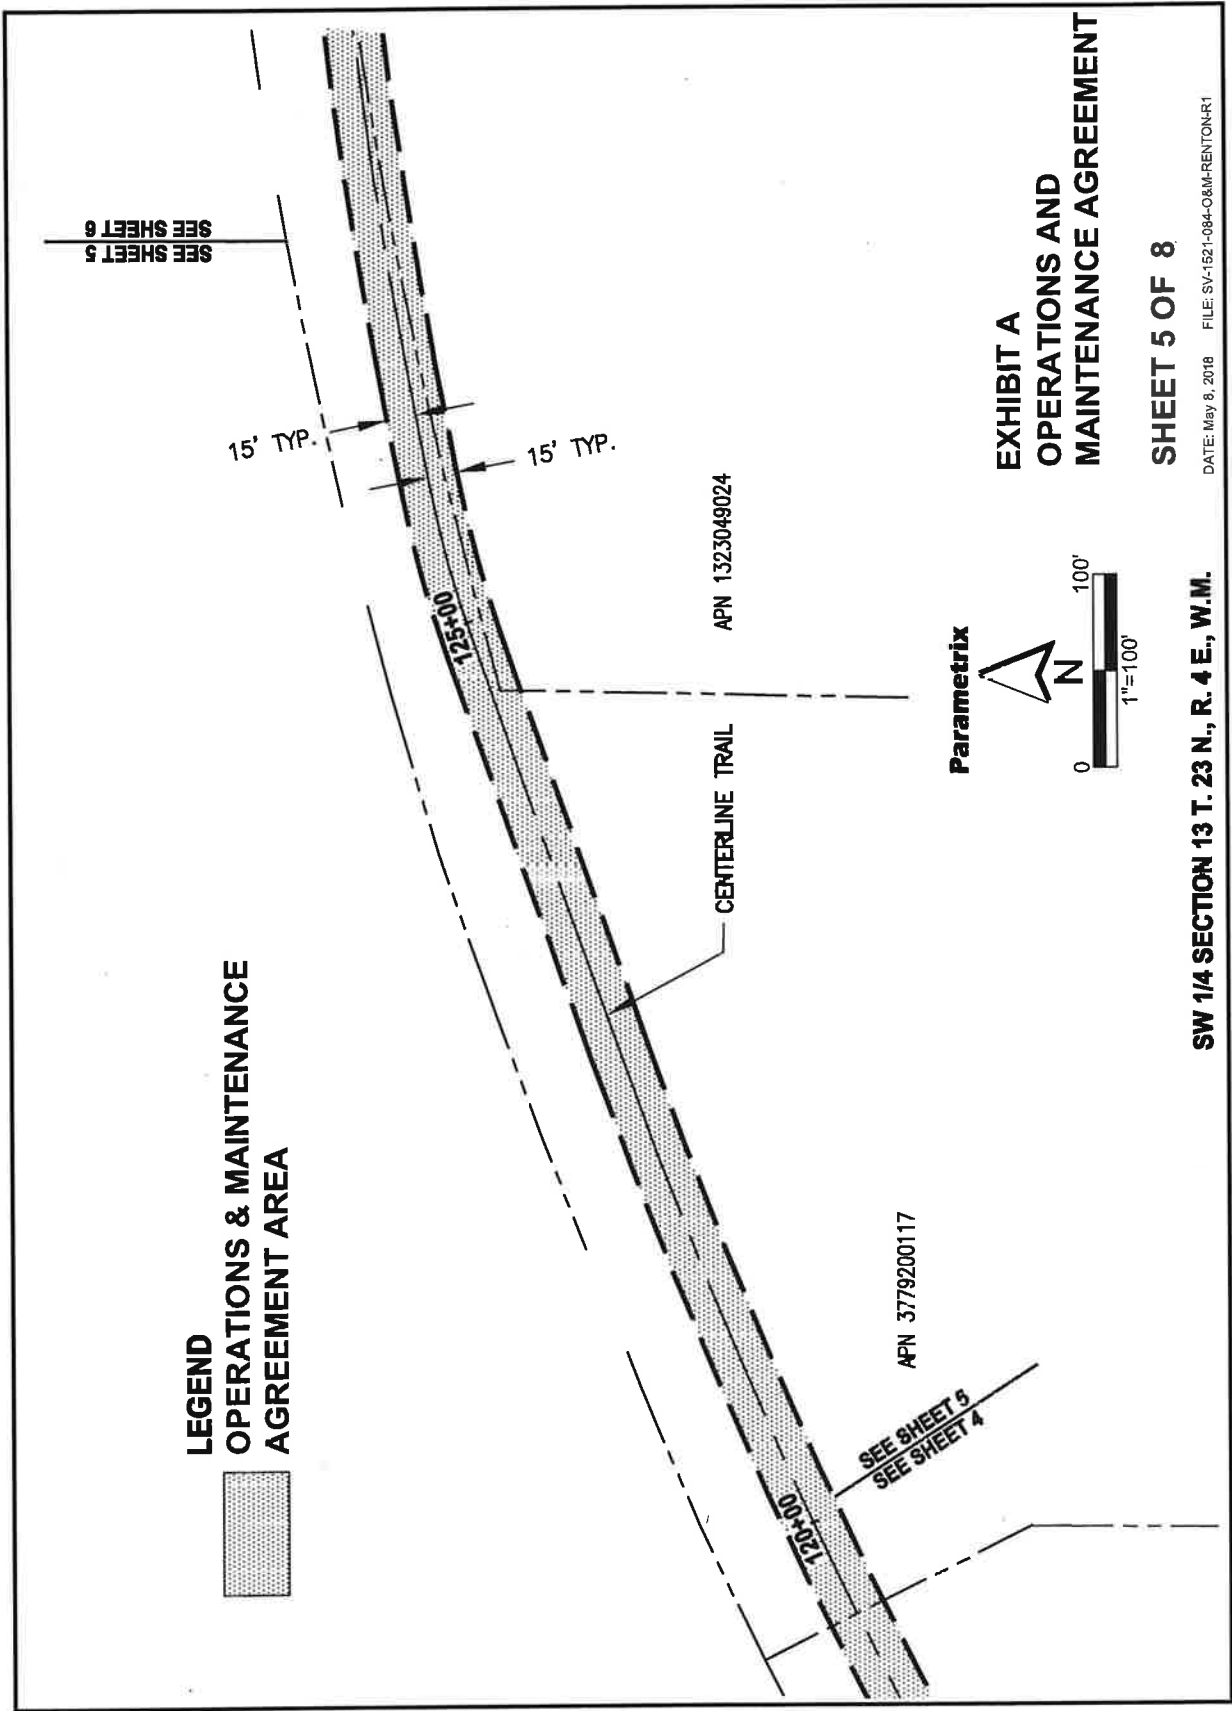 LEGEND
OPERATIONS & MAINTENANCE
AGREEMENT AREA
SEE SHEET 5
SEE SHEET 6
15' TYP.
15' TYP.
125+00
APN 1323049024
CENTERLINE TRAIL
120+00
APN 3779200117
SEE SHEET 5
SEE SHEET 4
Parametrix
N
0 100'
1"=100'
EXHIBIT A
OPERATIONS AND
MAINTENANCE AGREEMENT
SHEET 5 OF 8
DATE: May 8, 2018 FILE: SV-1521-084-O&M-RENTON-R1
SW 1/4 SECTION 13 T. 23 N., R. 4 E., W.M.